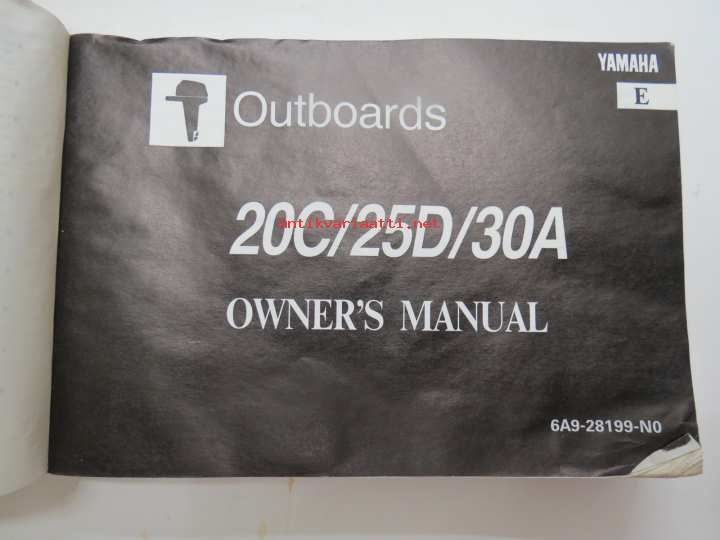 YAMAHA
E
Outboards
20C/25D/30A
antikvariaatti.net
OWNER'S MANUAL
6A9-28199-N0